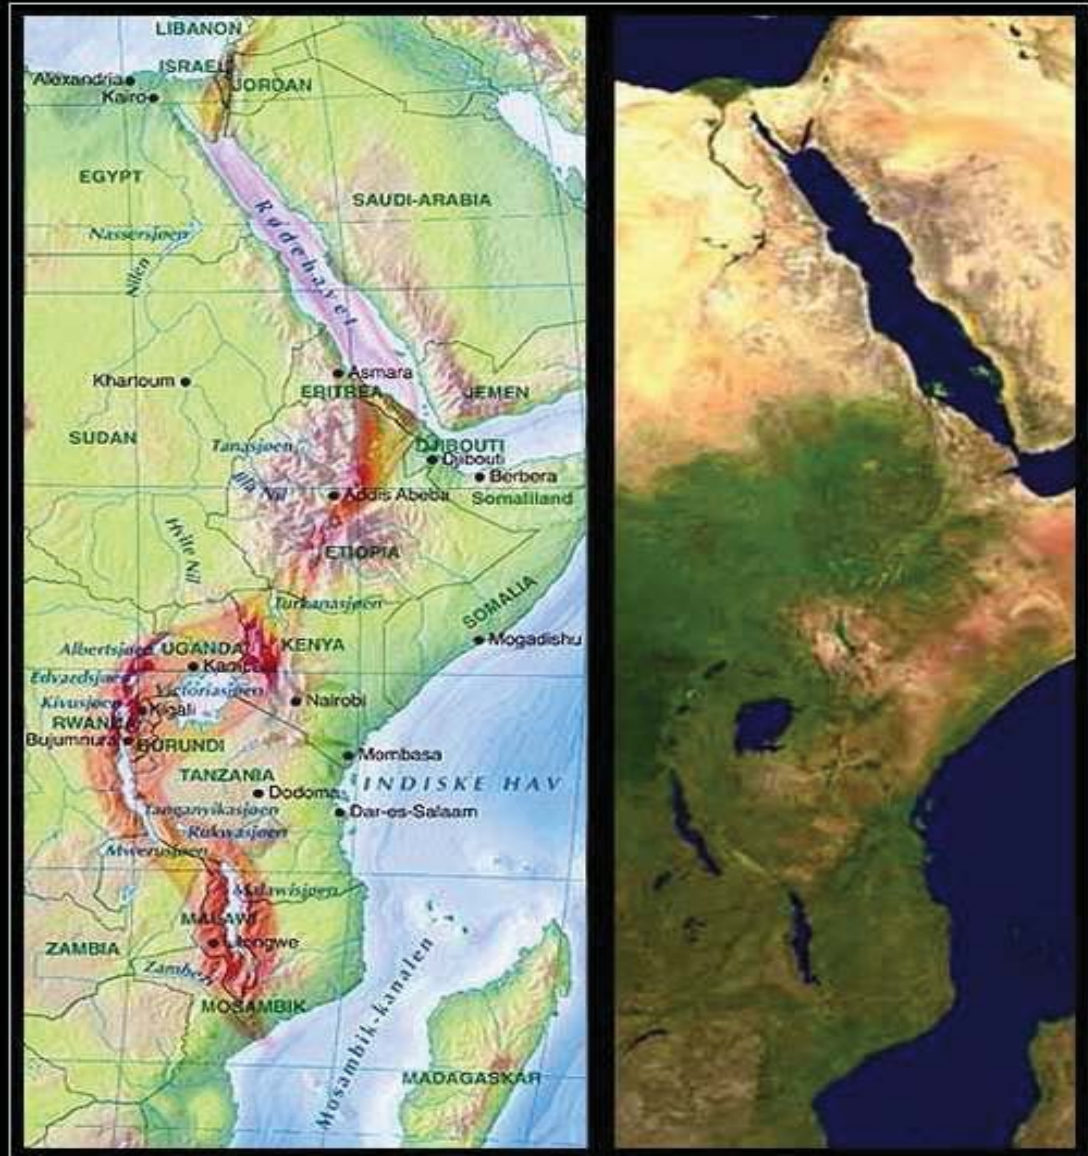 LIBANON
ISRAEL
JORDAN
Alexandria
Kairo
EGYPT
SAUDI-ARABIA
Rødehavet
Nassersjøen
Nilen
Asmara
Khartoum
ERITREA
JEMEN
SUDAN
Tanasjøen
DJIBOUTI
Djibouti
Berbera
Blå Nil
Addis Abeba
Somaliland
Hvite Nil
ETIOPIA
Turkanasjøen
SOMALIA
Albertsjøen
UGANDA
KENYA
Mogadishu
Edvardsjøen
Victoriasjøen
Kivusjøen
Kigali
Nairobi
RWANDA
Bujumnura
BURUNDI
Mombasa
TANZANIA
INDISKE HAV
Dodoma
Tanganyikasjøen
Dar-es-Salaam
Rukwasjøen
Mwerusjøen
Malawisjøen
MALAWI
ZAMBIA
Lilongwe
Zambezi
MOSAMBIK
Mosambik-kanalen
MADAGASKAR